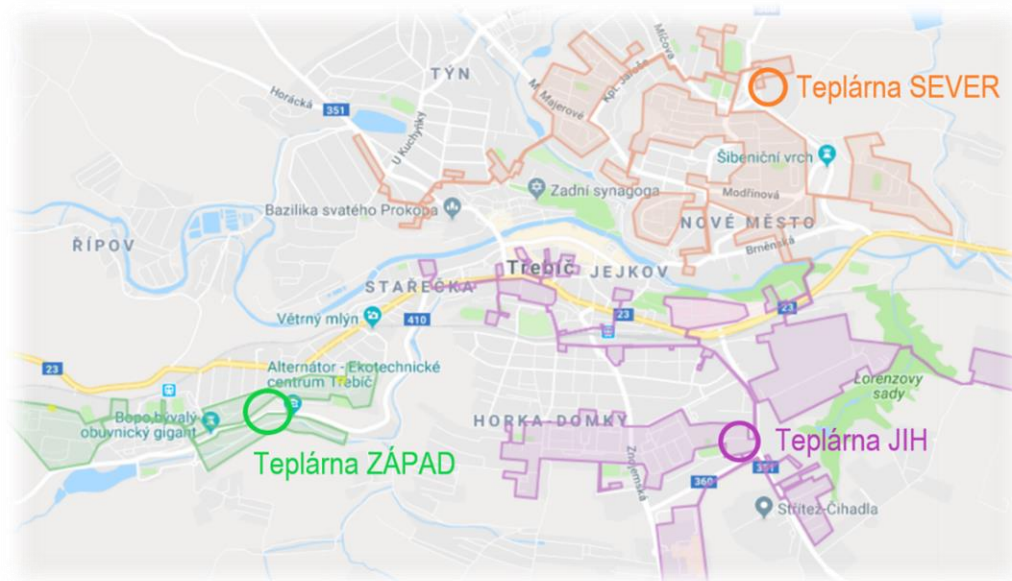 Teplárna SEVER
Míčova
Kpt. Jaroše
M. Majerové
TÝN
Horácká
351
U Kuchyňky
Šibeniční vrch
Zadní synagoga
Modřínová
Bazilika svatého Prokopa
NOVÉ MĚSTO
Brněnská
ŘÍPOV
Třebíč
JEJKOV
STAŘEČKA
Větrný mlýn
410
23
23
23
Alternátor - Ekotechnické
centrum Třebíč
Lorenzovy
sady
Bopo,bývalý
obuvnický gigant
HORKA-DOMKY
Teplárna JIH
Teplárna ZÁPAD
Znojemská
360
351
Střítež-Čihadla